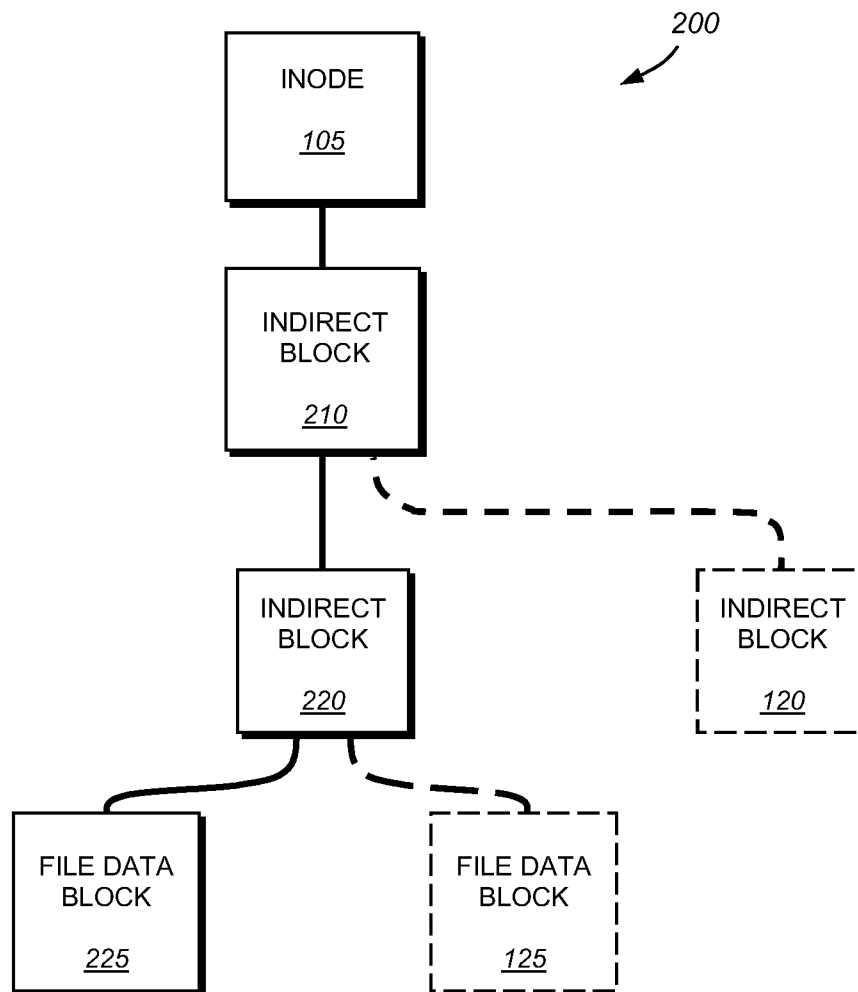 200
INODE
105
INDIRECT
BLOCK
210
INDIRECT
BLOCK
220
INDIRECT
BLOCK
120
FILE DATA
BLOCK
225
FILE DATA
BLOCK
125